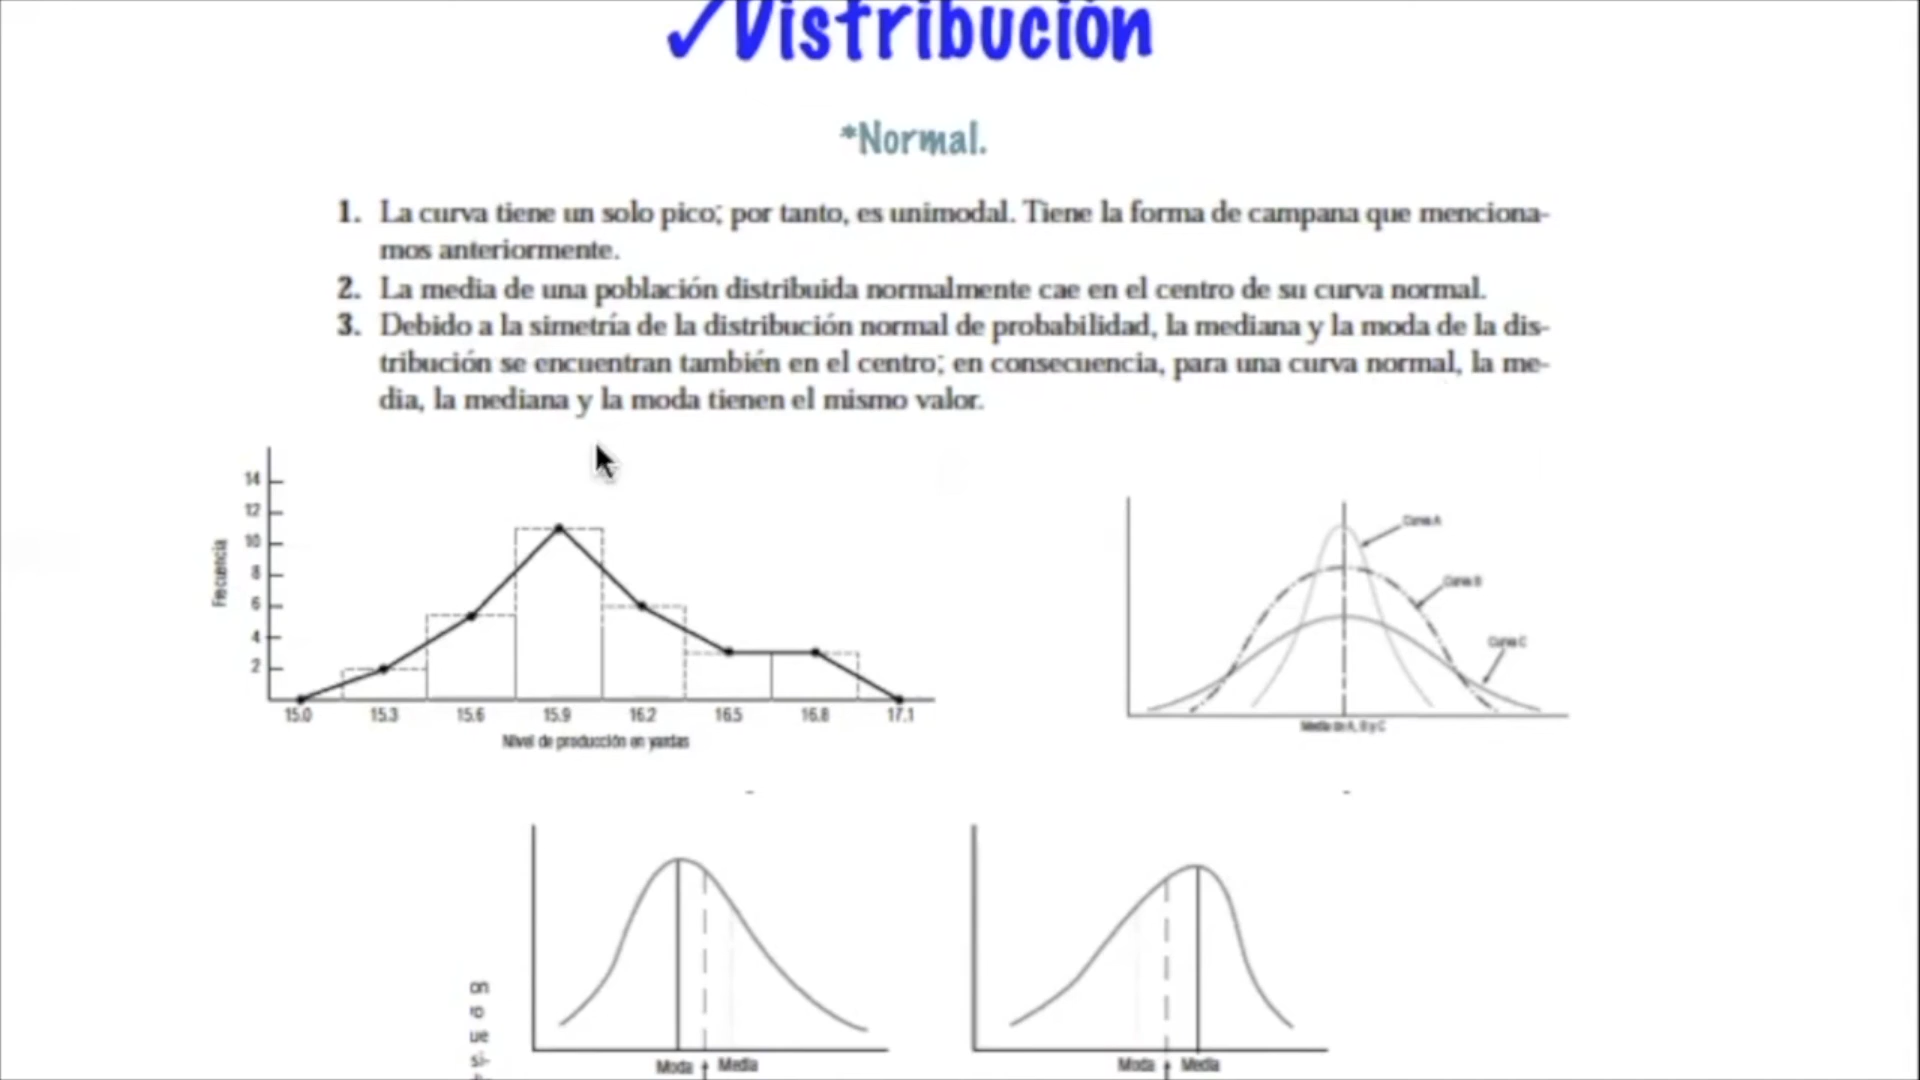 ✓Distribución
*Normal.
1. La curva tiene un solo pico; por tanto, es unimodal. Tiene la forma de campana que menciona-
mos anteriormente.
2. La media de una población distribuida normalmente cae en el centro de su curva normal.
3. Debido a la simetría de la distribución normal de probabilidad, la mediana y la moda de la dis-
tribución se encuentran también en el centro; en consecuencia, para una curva normal, la me-
dia, la mediana y la moda tienen el mismo valor.
Frecuencia
14
12
10
8
6
4
2
15.0 15.3 15.6 15.9 16.2 16.5 16.8 17.1
Nivel de producción en yardas
Curva A
Curva B
Curva C
Media de A, B y C
on
ue
si-
Moda Media
Moda Media